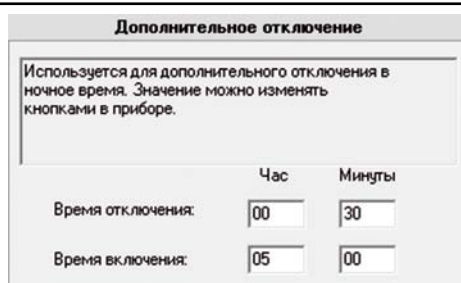 Дополнительное отключение
Используется для дополнительного отключения в
ночное время. Значение можно изменять
кнопками в приборе.
Час Минуты
Время отключения: 00 30
Время включения: 05 00